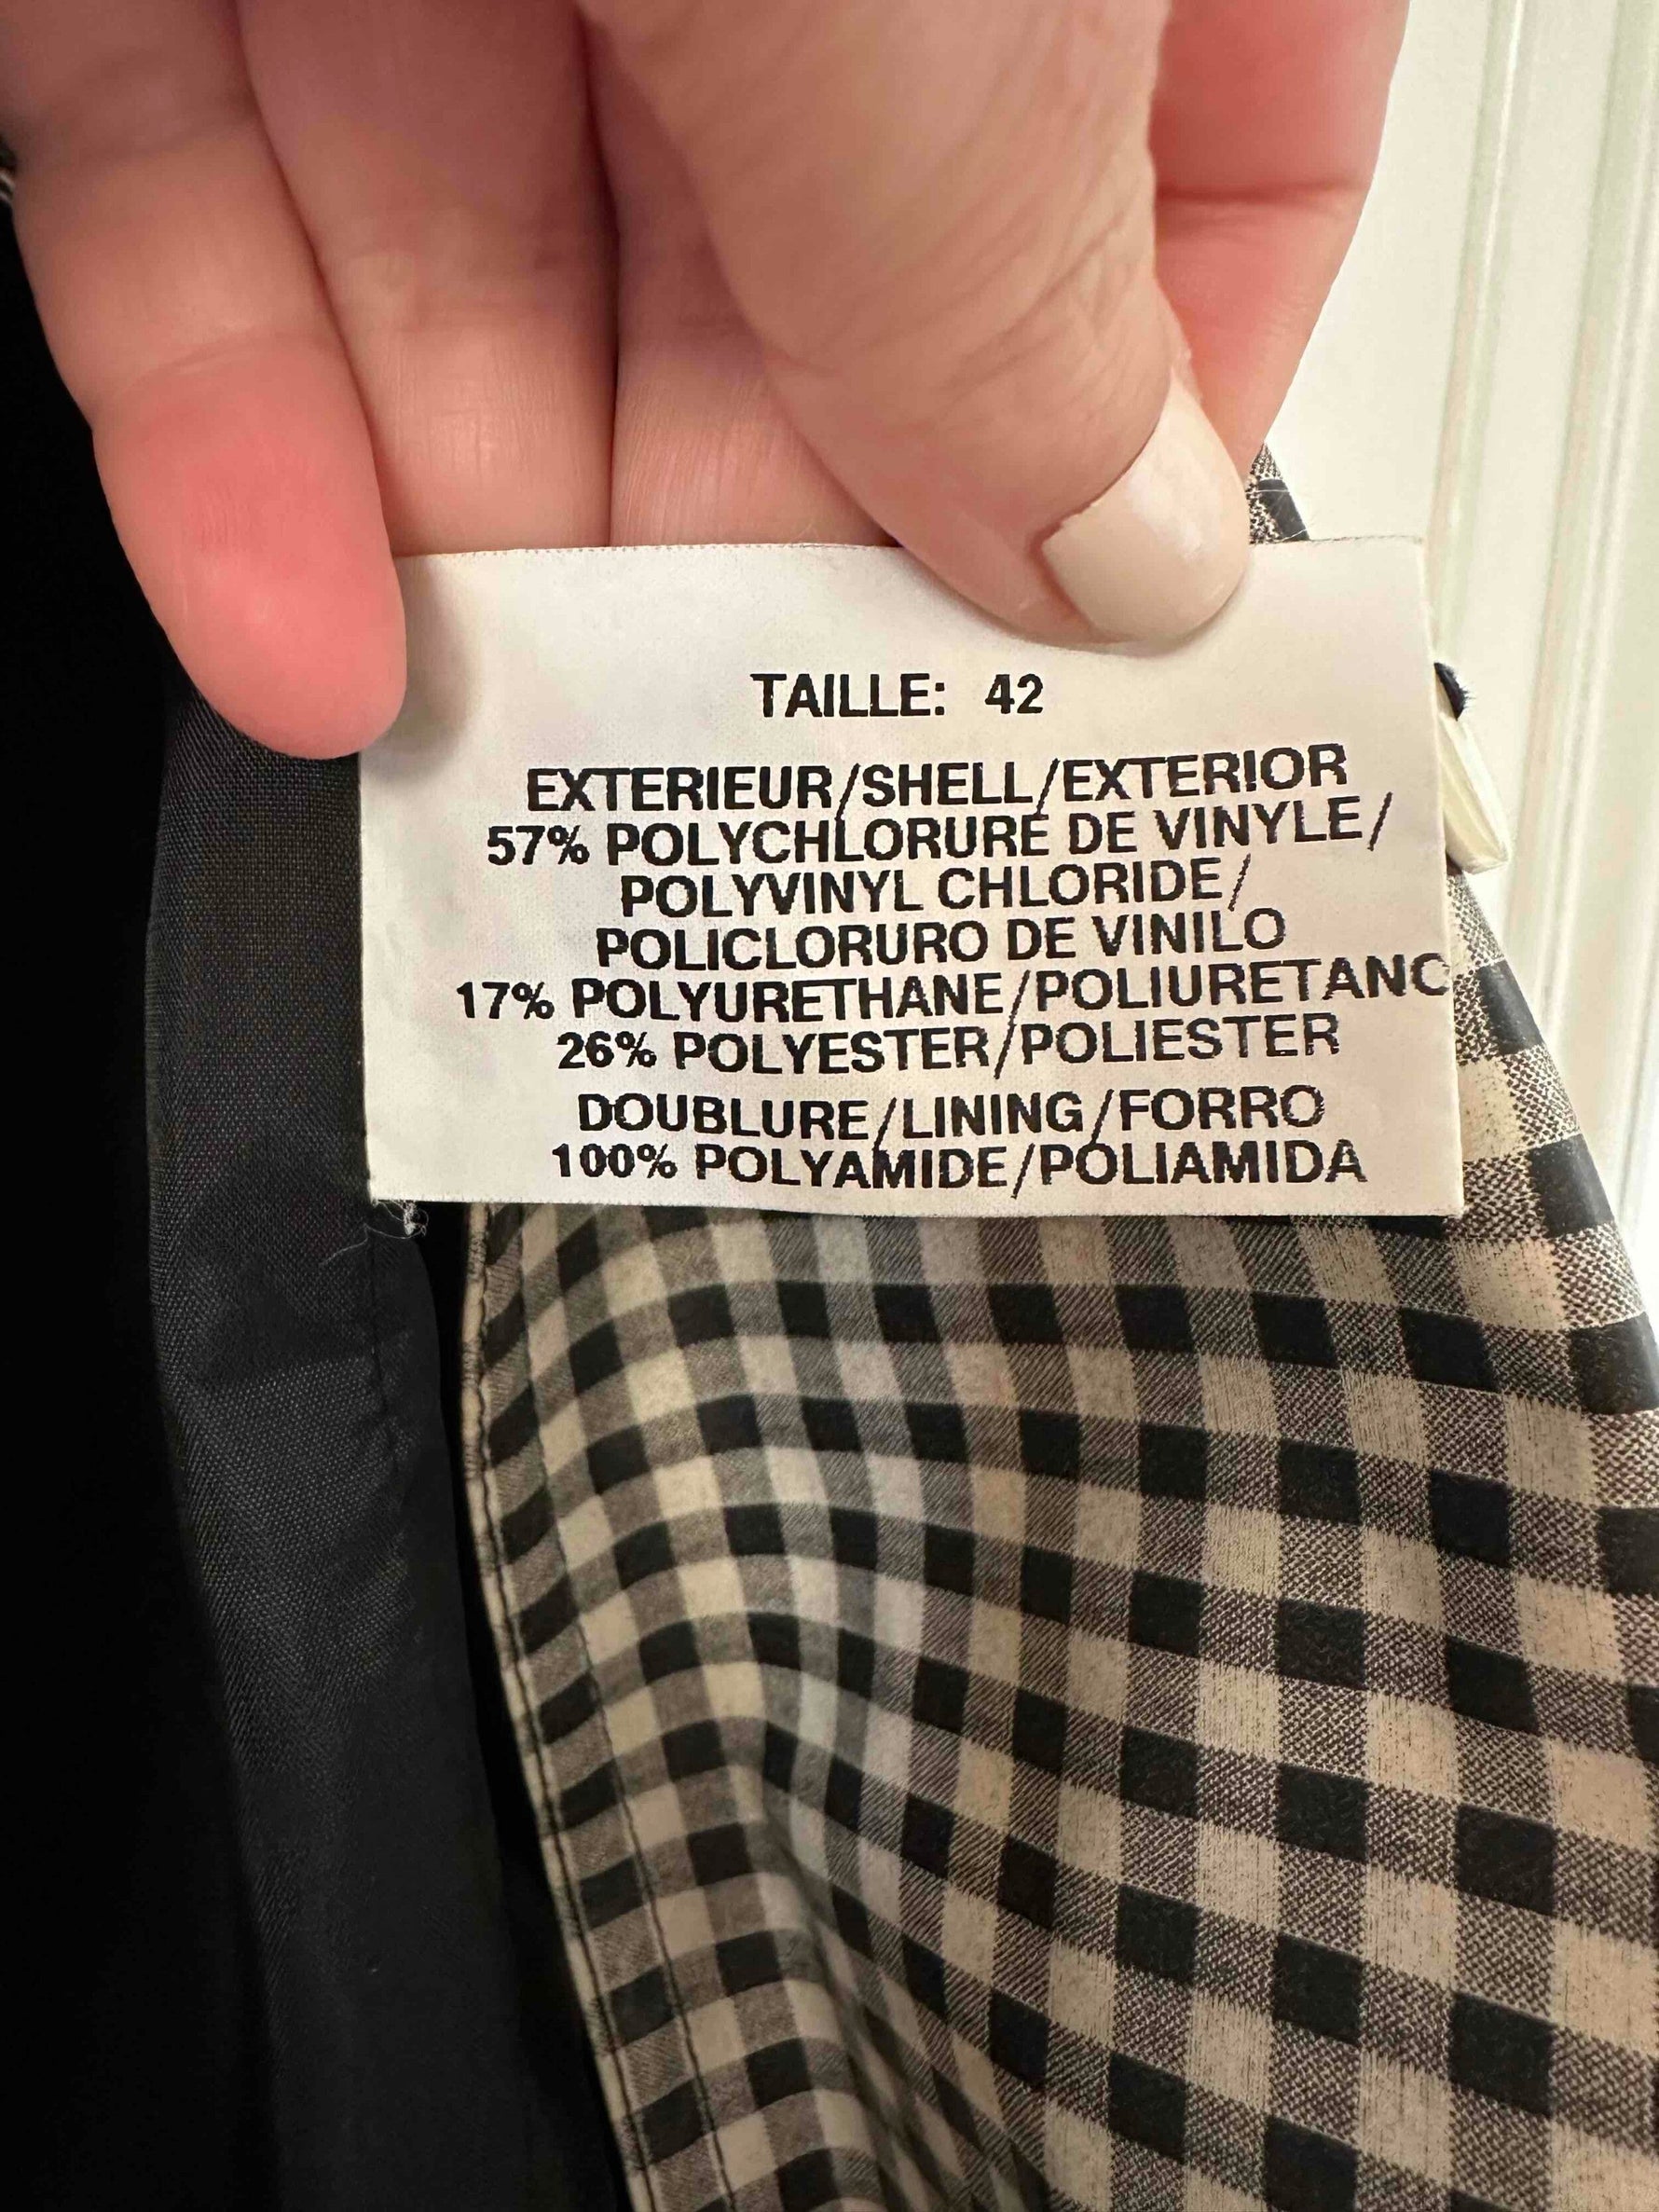 TAILLE: 42
EXTERIEUR/SHELL/EXTERIOR
57% POLYCHLORURE DE VINYLE/
POLYVINYL CHLORIDE/
POLICLORURO DE VINILO
17% POLYURETHANE/POLIURETANO
26% POLYESTER/POLIESTER
DOUBLURE/LINING/FORRO
100% POLYAMIDE/POLIAMIDA